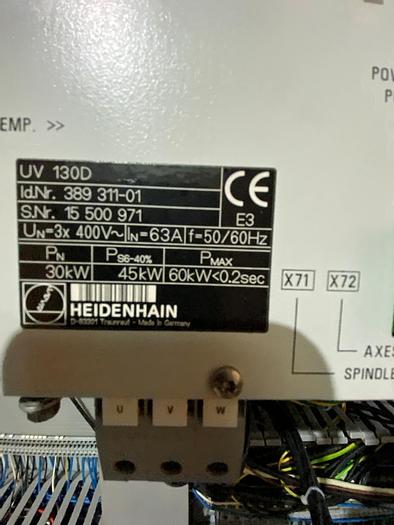 POW
P
EMP. >>
UV 130D
Id.Nr. 389 311-01
S.Nr. 15 500 971
CE
E3
UN=3x 400V~ IN=63A f=50/60Hz
PN PS6-40% PMAX
30kW 45kW 60kW<0.2sec
HEIDENHAIN
D-83301 Traunreut - Made in Germany
X71 X72
AXES
SPINDLE
U V W